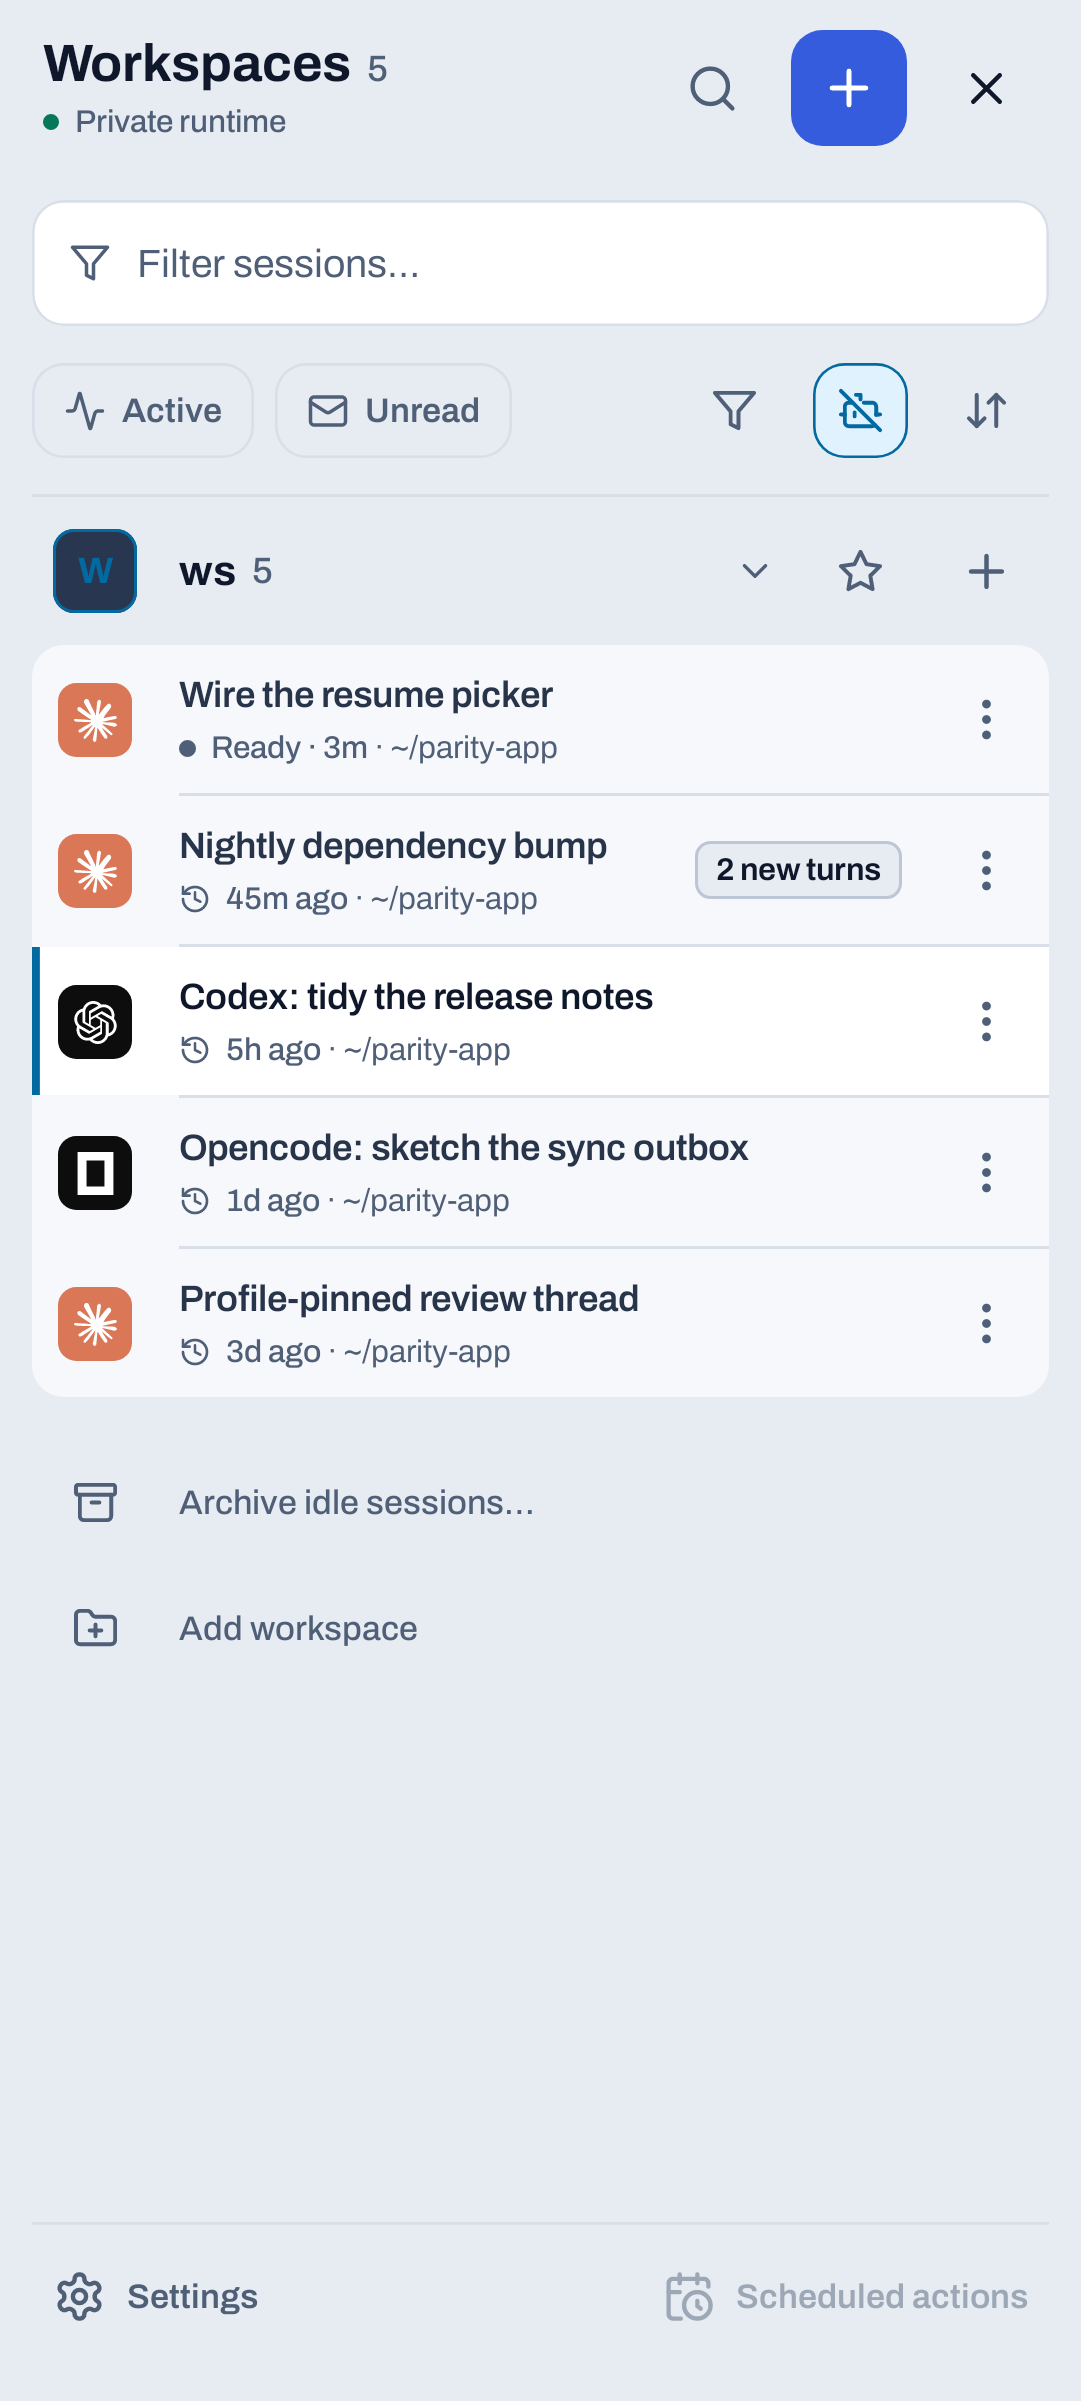 Workspaces 5
Private runtime
Filter sessions...
Active
Unread
W
ws 5
Wire the resume picker
Ready · 3m · ~/parity-app
Nightly dependency bump
45m ago · ~/parity-app
2 new turns
Codex: tidy the release notes
5h ago · ~/parity-app
Opencode: sketch the sync outbox
1d ago · ~/parity-app
Profile-pinned review thread
3d ago · ~/parity-app
Archive idle sessions...
Add workspace
Settings
Scheduled actions